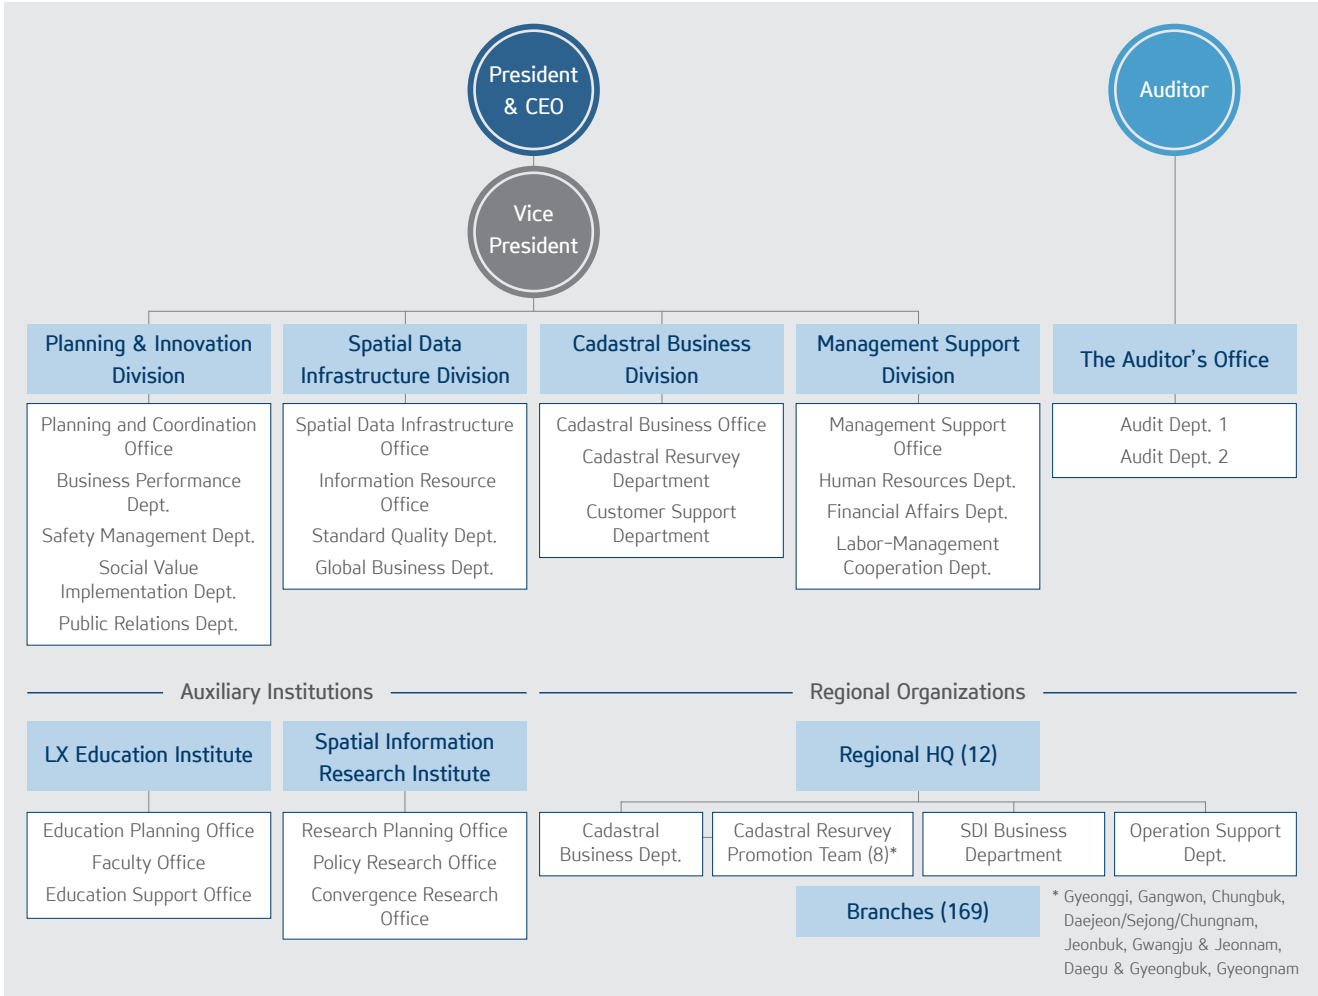 President
& CEO
Auditor
Vice
President
Planning & Innovation
Division
Spatial Data
Infrastructure Division
Cadastral Business
Division
Management Support
Division
The Auditor's Office
Planning and Coordination
Office
Business Performance
Dept.
Safety Management Dept.
Social Value
Implementation Dept.
Public Relations Dept.
Spatial Data Infrastructure
Office
Information Resource
Office
Standard Quality Dept.
Global Business Dept.
Cadastral Business Office
Cadastral Resurvey
Department
Customer Support
Department
Management Support
Office
Human Resources Dept.
Financial Affairs Dept.
Labor-Management
Cooperation Dept.
Audit Dept. 1
Audit Dept. 2
Auxiliary Institutions
Regional Organizations
LX Education Institute
Spatial Information
Research Institute
Regional HQ (12)
Education Planning Office
Faculty Office
Education Support Office
Research Planning Office
Policy Research Office
Convergence Research
Office
Cadastral
Business Dept.
Cadastral Resurvey
Promotion Team (8)*
SDI Business
Department
Operation Support
Dept.
Branches (169)
* Gyeonggi, Gangwon, Chungbuk,
Daejeon/Sejong/Chungnam,
Jeonbuk, Gwangju & Jeonnam,
Daegu & Gyeongbuk, Gyeongnam